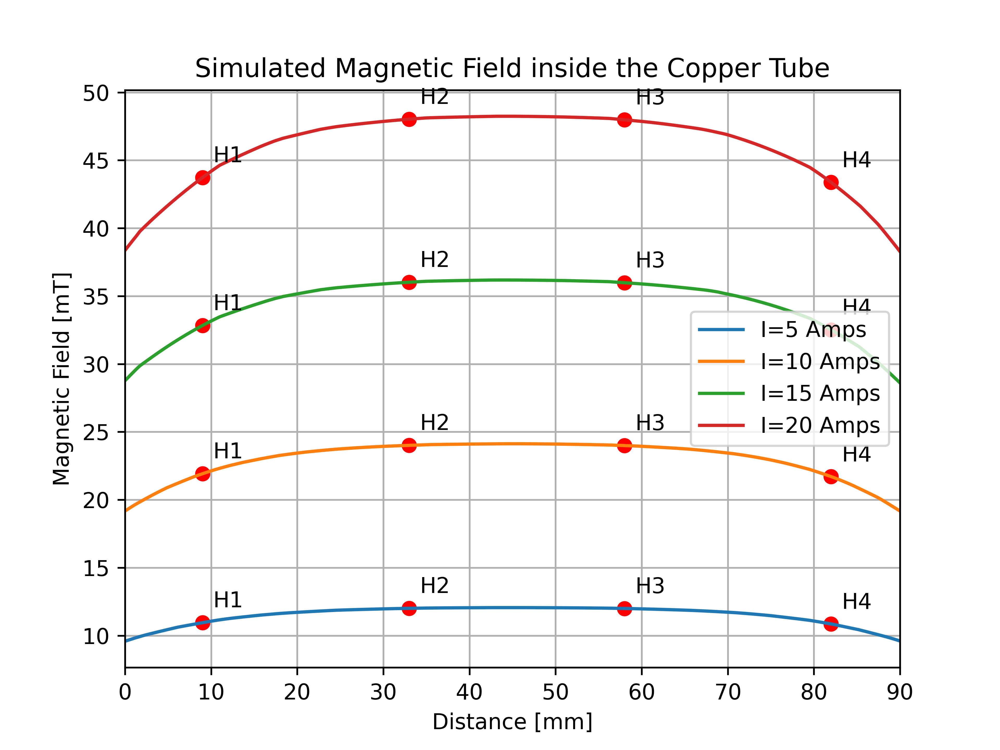 Simulated Magnetic Field inside the Copper Tube
50
45
40
35
30
25
20
15
10
Magnetic Field [mT]
H1
H2
H3
H4
H1
H2
H3
H4
H1
H2
H3
H4
H1
H2
H3
H4
I=5 Amps
I=10 Amps
I=15 Amps
I=20 Amps
0 10 20 30 40 50 60 70 80 90
Distance [mm]